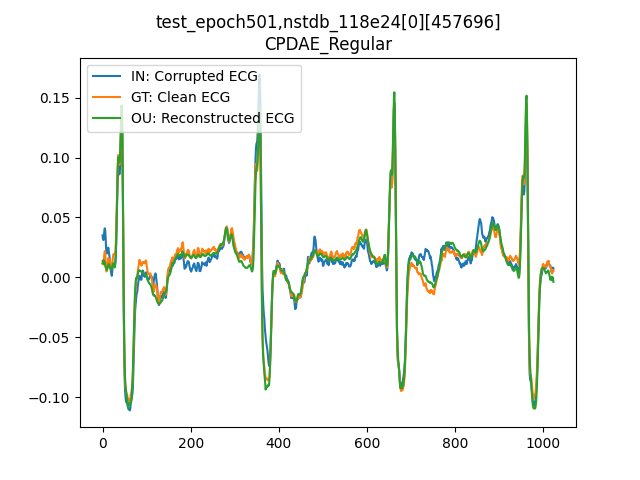 test_epoch501,nstdb_118e24[0][457696]
CPDAE_Regular
IN: Corrupted ECG
GT: Clean ECG
OU: Reconstructed ECG
0.15
0.10
0.05
0.00
−0.05
−0.10
0 200 400 600 800 1000